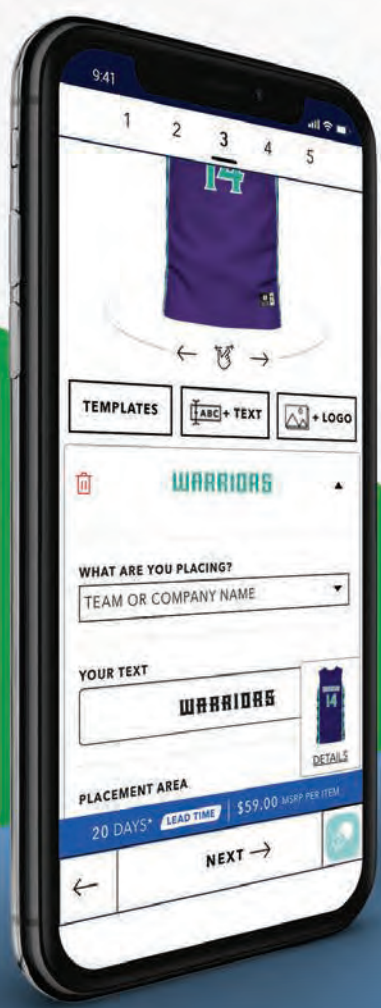 9:41
1 2 3 4 5
14
TEMPLATES
ABC + TEXT
+ LOGO
WARRIORS
WHAT ARE YOU PLACING?
TEAM OR COMPANY NAME
YOUR TEXT
WARRIORS
14
DETAILS
PLACEMENT AREA
20 DAYS* LEAD TIME $59.00 MSRP PER ITEM
NEXT